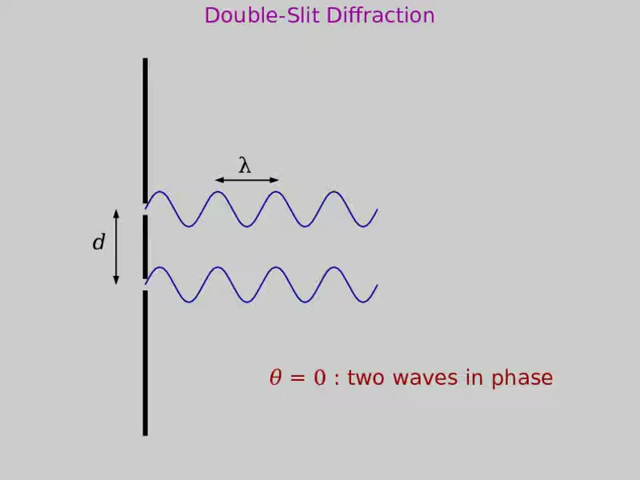 Double-Slit Diffraction
λ
d
θ = 0 : two waves in phase